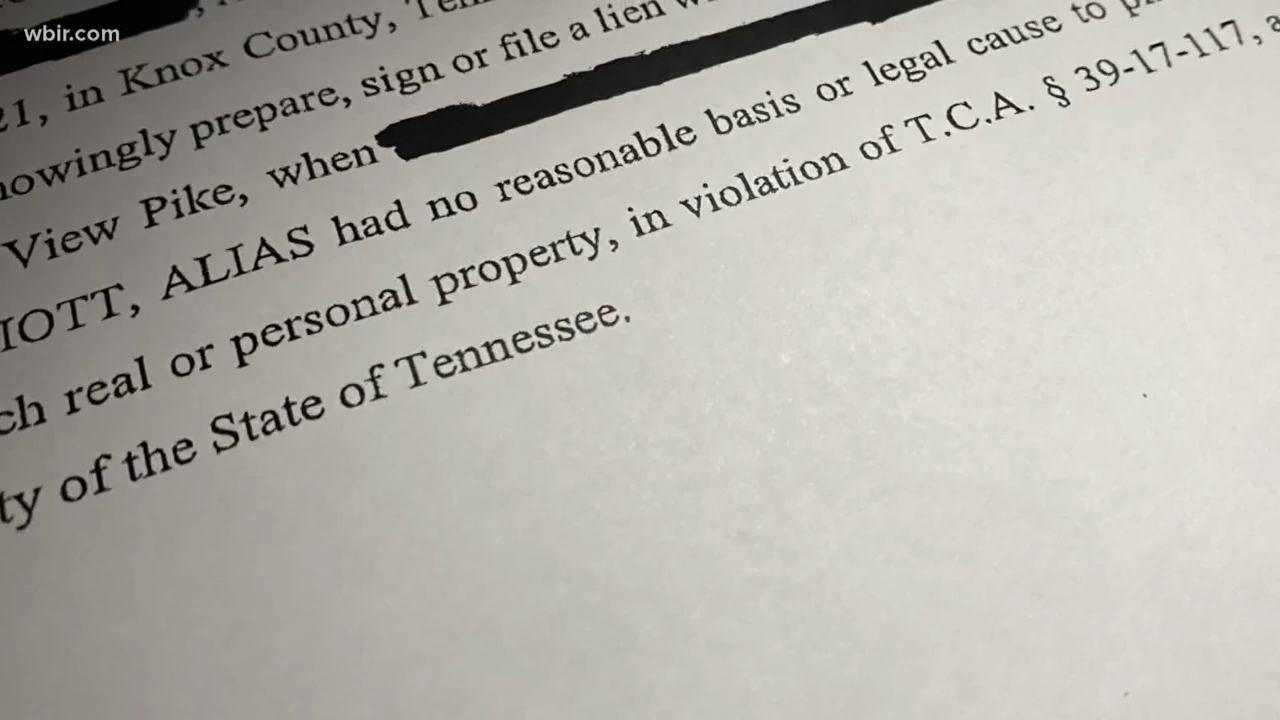 wbir.com
21, in Knox County,
knowingly prepare, sign or file a lien
View Pike, when
IOTT, ALIAS had no reasonable basis or legal cause to
ch real or personal property, in violation of T.C.A. § 39-17-117,
ty of the State of Tennessee.